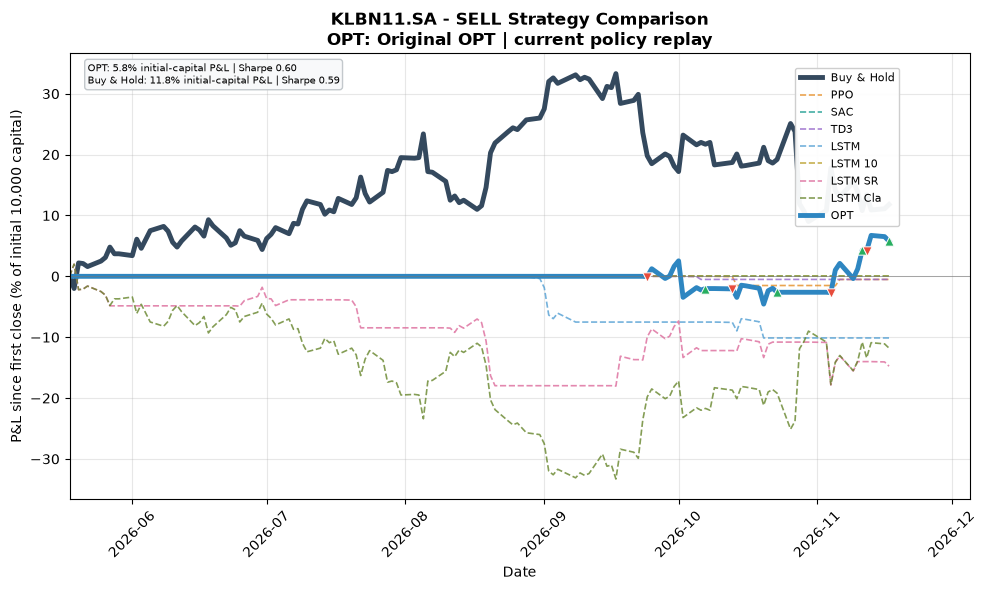 KLBN11.SA - SELL Strategy Comparison
OPT: Original OPT | current policy replay
OPT: 5.8% initial-capital P&L | Sharpe 0.60
Buy & Hold: 11.8% initial-capital P&L | Sharpe 0.59
Buy & Hold
PPO
SAC
TD3
LSTM
LSTM 10
LSTM SR
LSTM Cla
OPT
P&L since first close (% of initial 10,000 capital)
30
20
10
0
−10
−20
−30
2026-06
2026-07
2026-08
2026-09
2026-10
2026-11
2026-12
Date